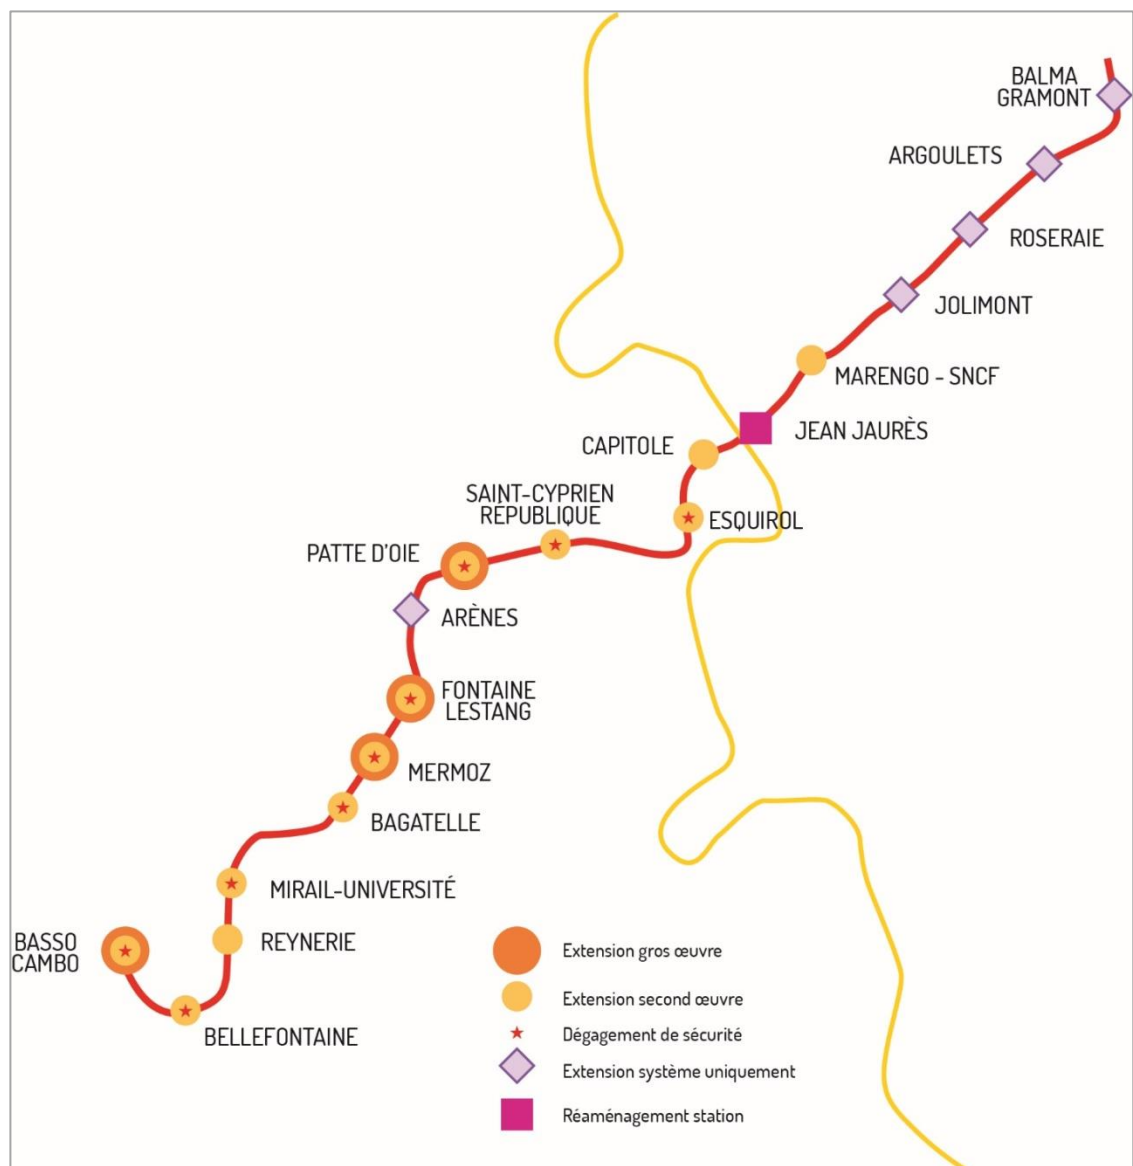 BALMA
GRAMONT
ARGOULETS
ROSERAIE
JOLIMONT
MARENGO - SNCF
JEAN JAURÈS
CAPITOLE
SAINT-CYPRIEN
RÉPUBLIQUE
ESQUIROL
PATTE D'OIE
ARÈNES
FONTAINE
LESTANG
MERMOZ
BAGATELLE
MIRAIL-UNIVERSITÉ
REYNERIE
BASSO
CAMBO
BELLEFONTAINE
Extension gros œuvre
Extension second œuvre
Dégagement de sécurité
Extension système uniquement
Réaménagement station